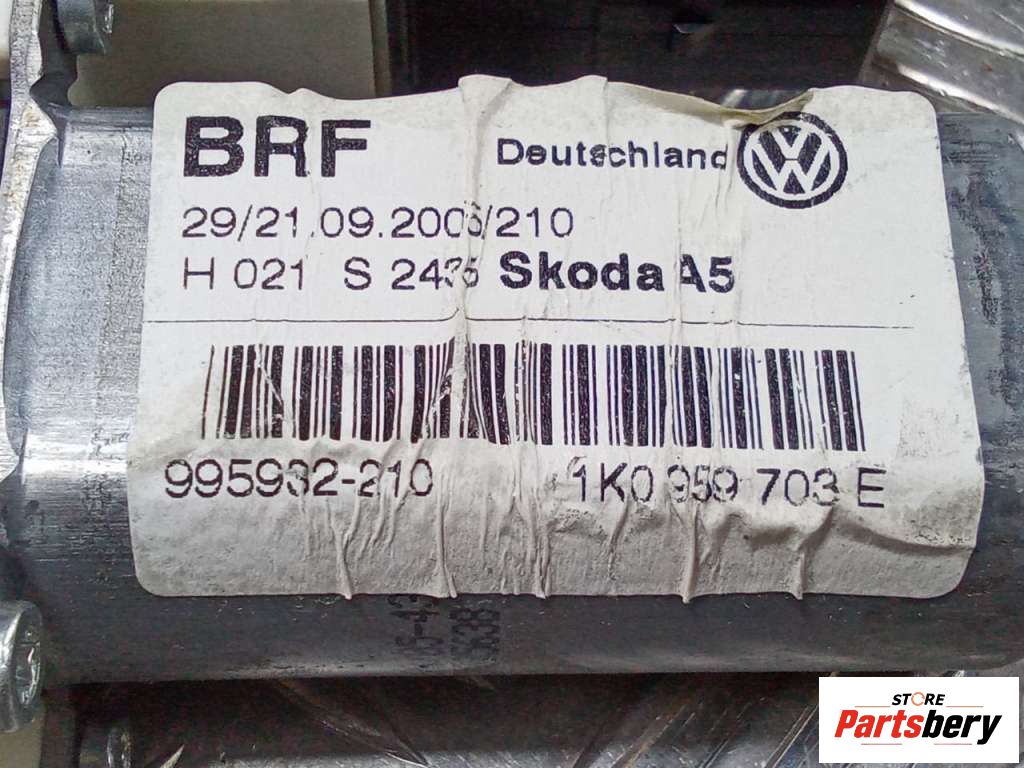 BRF Deutschland
29/21.09.2006/210
H 021 S 2435 Skoda A5
995932-210 1K0 959 703 E
STORE
Partsbery